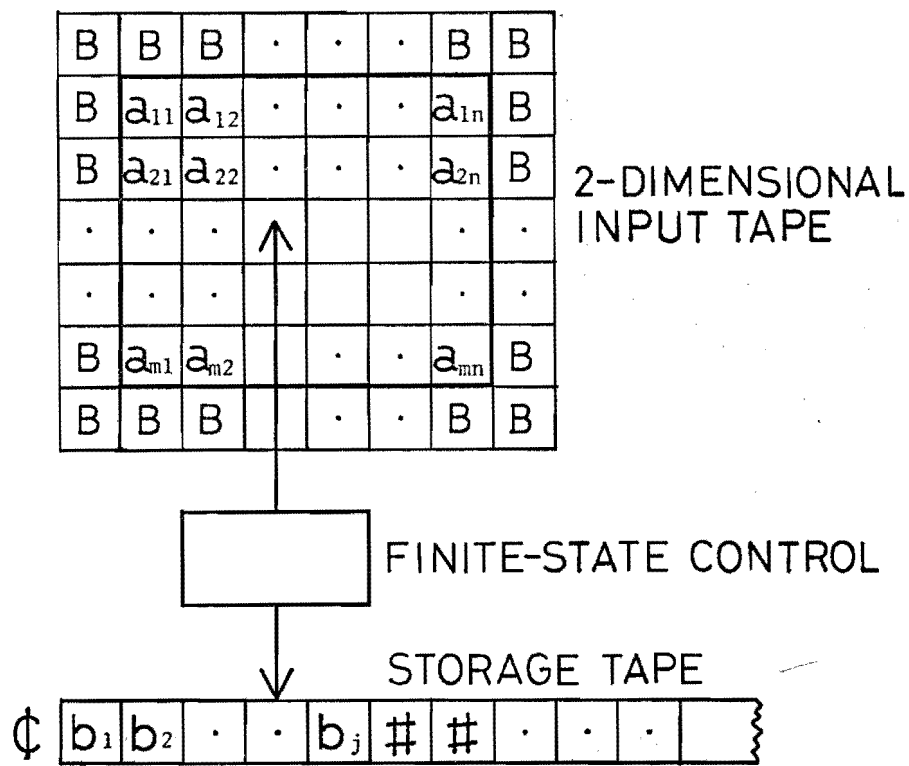 B B B · · · B B
B a₁₁ a₁₂ · · · a₁ₙ B
B a₂₁ a₂₂ · · · a₂ₙ B
· · · · ·
· · · · ·
B aₘ₁ aₘ₂ · · aₘₙ B
B B B · · B B
2-DIMENSIONAL
INPUT TAPE
FINITE-STATE CONTROL
STORAGE TAPE
¢ b₁ b₂ · · bⱼ # # · · ·